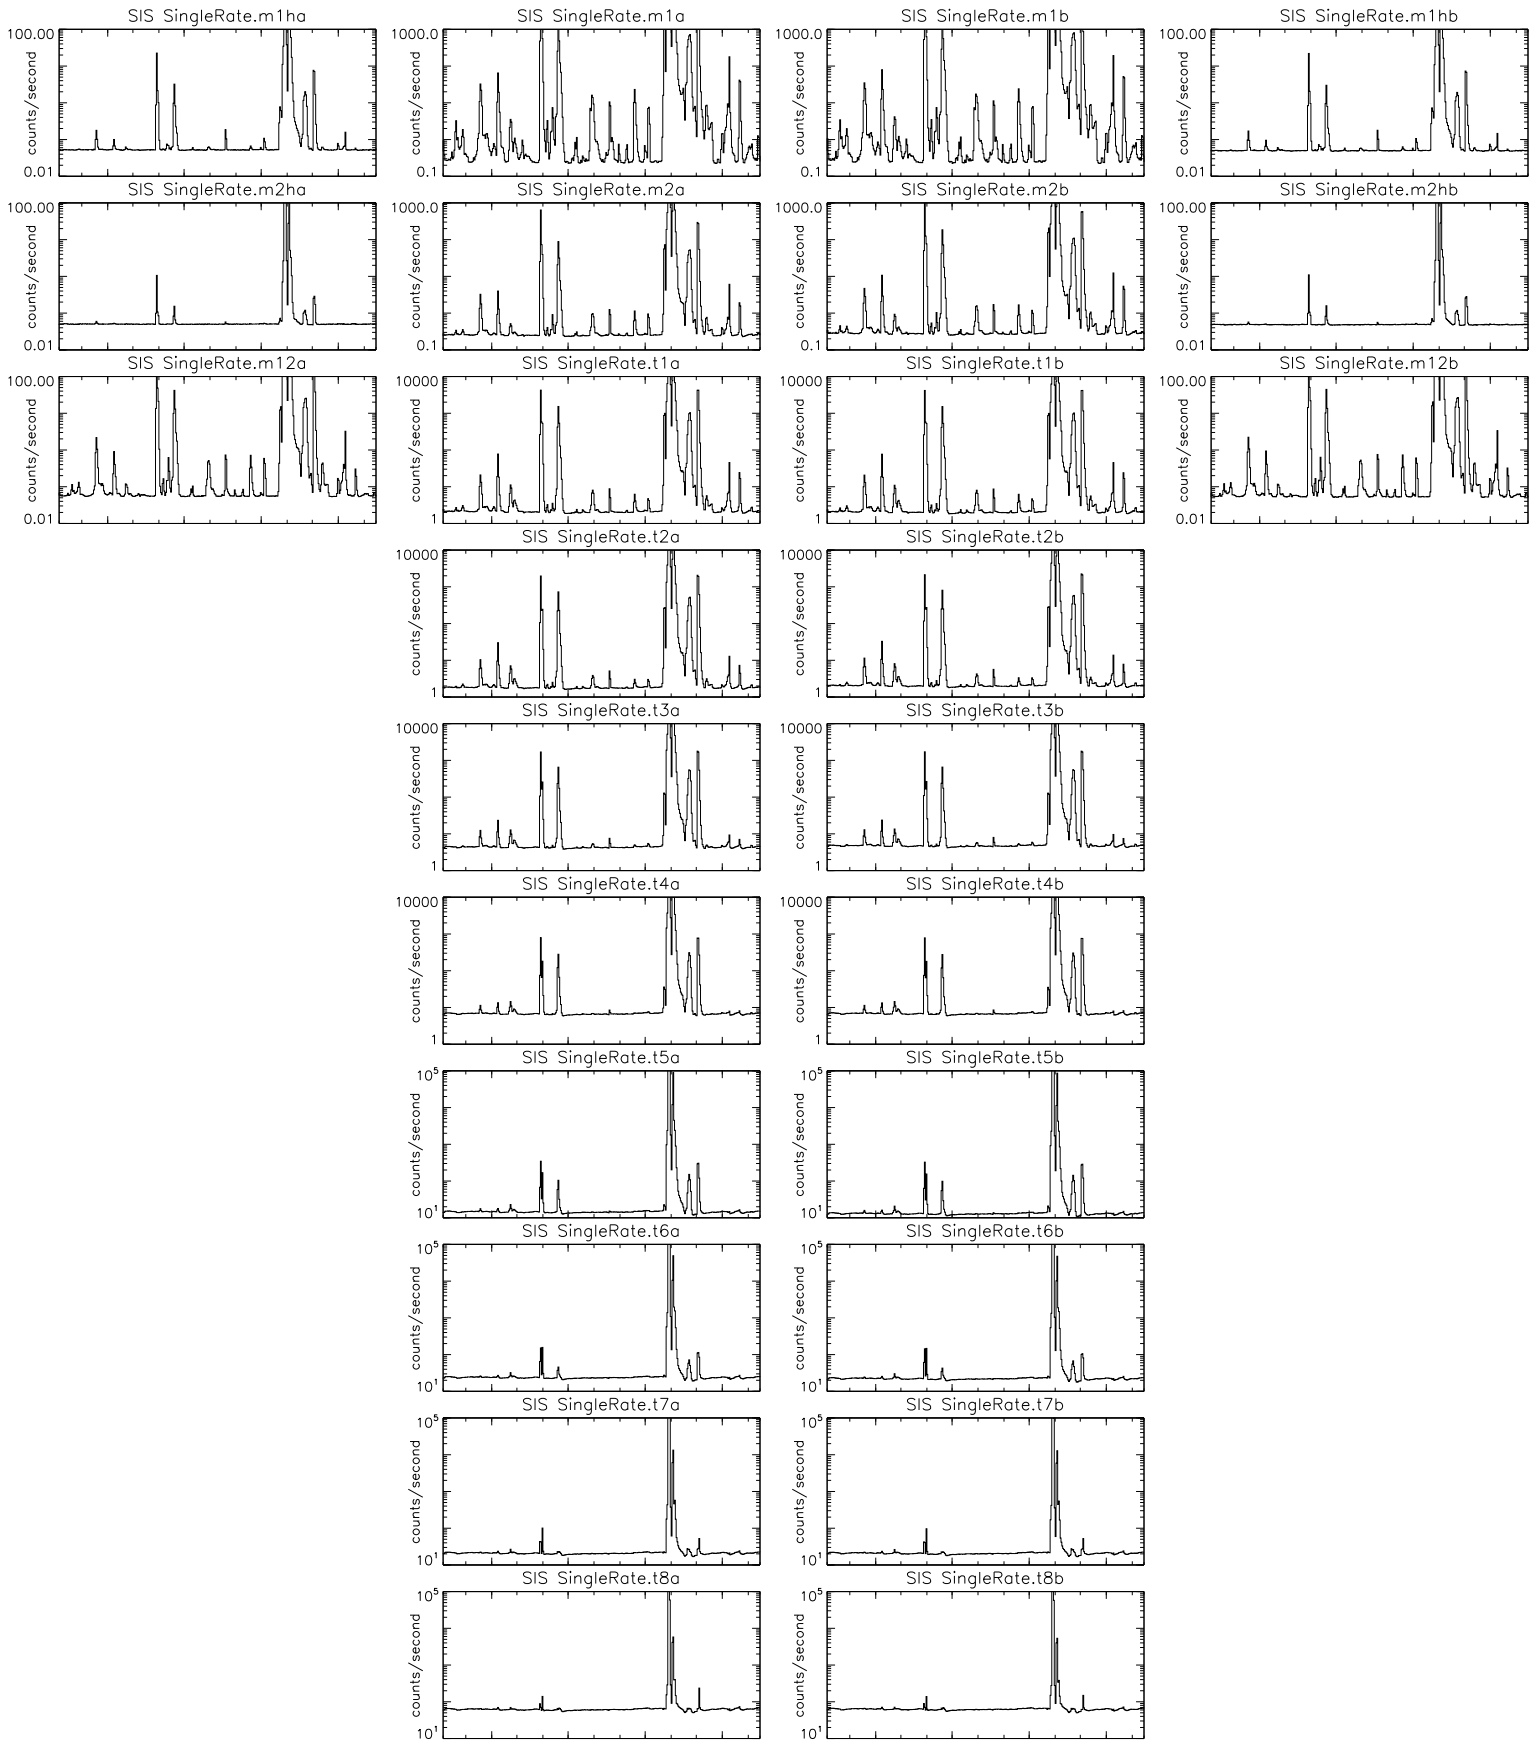 SIS SingleRate.m1ha
100.00
counts/second
0.01
SIS SingleRate.m1a
1000.0
counts/second
0.1
SIS SingleRate.m1b
1000.0
counts/second
0.1
SIS SingleRate.m1hb
100.00
counts/second
0.01
SIS SingleRate.m2ha
100.00
counts/second
0.01
SIS SingleRate.m2a
1000.0
counts/second
0.1
SIS SingleRate.m2b
1000.0
counts/second
0.1
SIS SingleRate.m2hb
100.00
counts/second
0.01
SIS SingleRate.m12a
100.00
counts/second
0.01
SIS SingleRate.t1a
10000
counts/second
1
SIS SingleRate.t1b
10000
counts/second
1
SIS SingleRate.m12b
100.00
counts/second
0.01
SIS SingleRate.t2a
10000
counts/second
1
SIS SingleRate.t2b
10000
counts/second
1
SIS SingleRate.t3a
10000
counts/second
1
SIS SingleRate.t3b
10000
counts/second
1
SIS SingleRate.t4a
10000
counts/second
1
SIS SingleRate.t4b
10000
counts/second
1
SIS SingleRate.t5a
10⁵
counts/second
10¹
SIS SingleRate.t5b
10⁵
counts/second
10¹
SIS SingleRate.t6a
10⁵
counts/second
10¹
SIS SingleRate.t6b
10⁵
counts/second
10¹
SIS SingleRate.t7a
10⁵
counts/second
10¹
SIS SingleRate.t7b
10⁵
counts/second
10¹
SIS SingleRate.t8a
10⁵
counts/second
10¹
SIS SingleRate.t8b
10⁵
counts/second
10¹